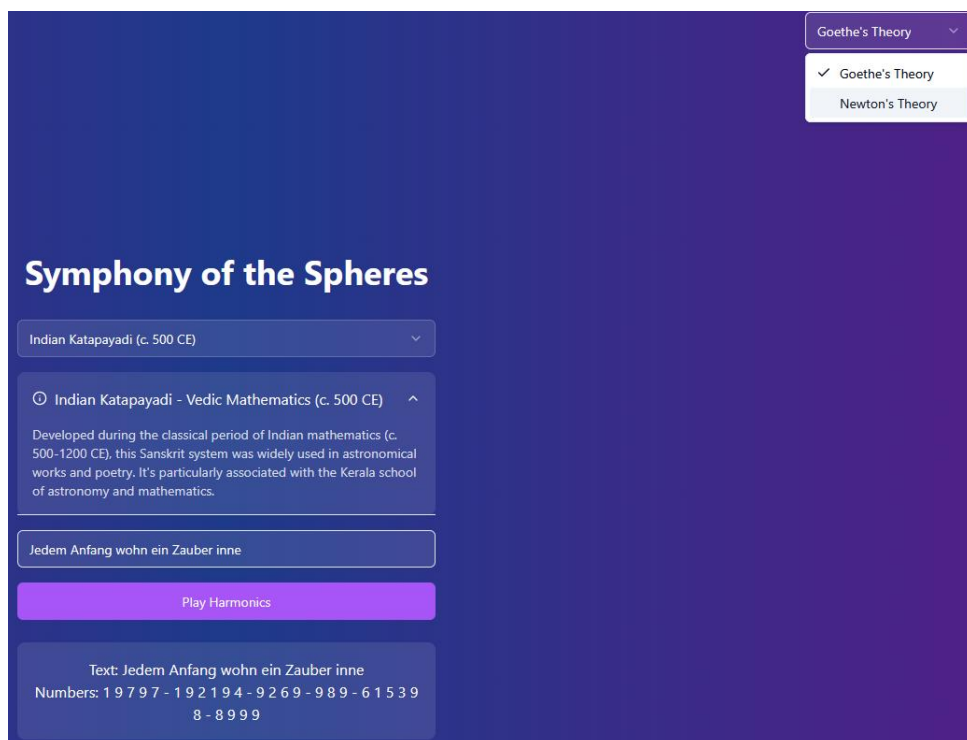 Goethe's Theory
Goethe's Theory
Newton's Theory
Symphony of the Spheres
Indian Katapayadi (c. 500 CE)
Indian Katapayadi - Vedic Mathematics (c. 500 CE)
Developed during the classical period of Indian mathematics (c.
500-1200 CE), this Sanskrit system was widely used in astronomical
works and poetry. It's particularly associated with the Kerala school
of astronomy and mathematics.
Jedem Anfang wohn ein Zauber inne
Play Harmonics
Text: Jedem Anfang wohn ein Zauber inne
Numbers: 1 9 7 9 7 - 1 9 2 1 9 4 - 9 2 6 9 - 9 8 9 - 6 1 5 3 9
8 - 8 9 9 9